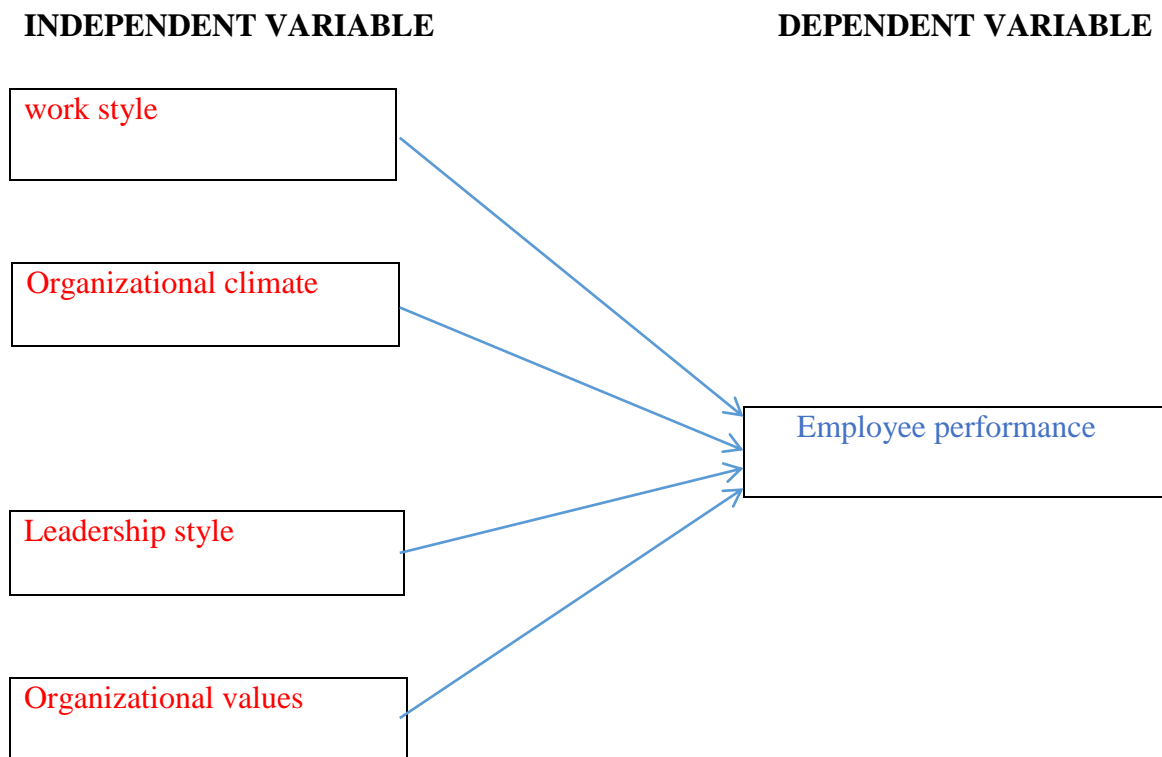 INDEPENDENT VARIABLE
DEPENDENT VARIABLE
work style
Organizational climate
Employee performance
Leadership style
Organizational values